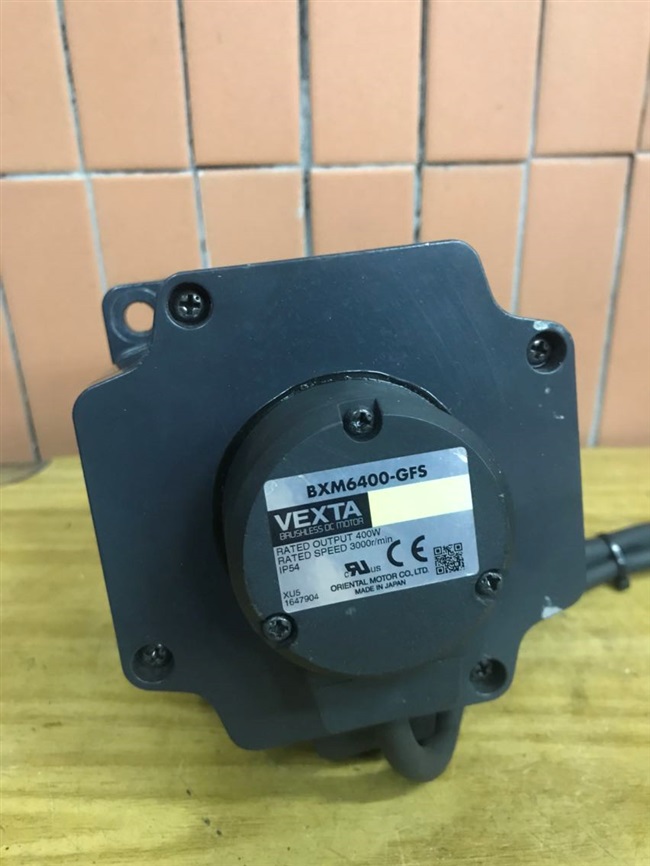 BXM6400-GFS
VEXTA
BRUSHLESS DC MOTOR
RATED OUTPUT 400W
RATED SPEED 3000r/min
IP54
c RU US CE
XU5
1647904
ORIENTAL MOTOR CO., LTD.
MADE IN JAPAN